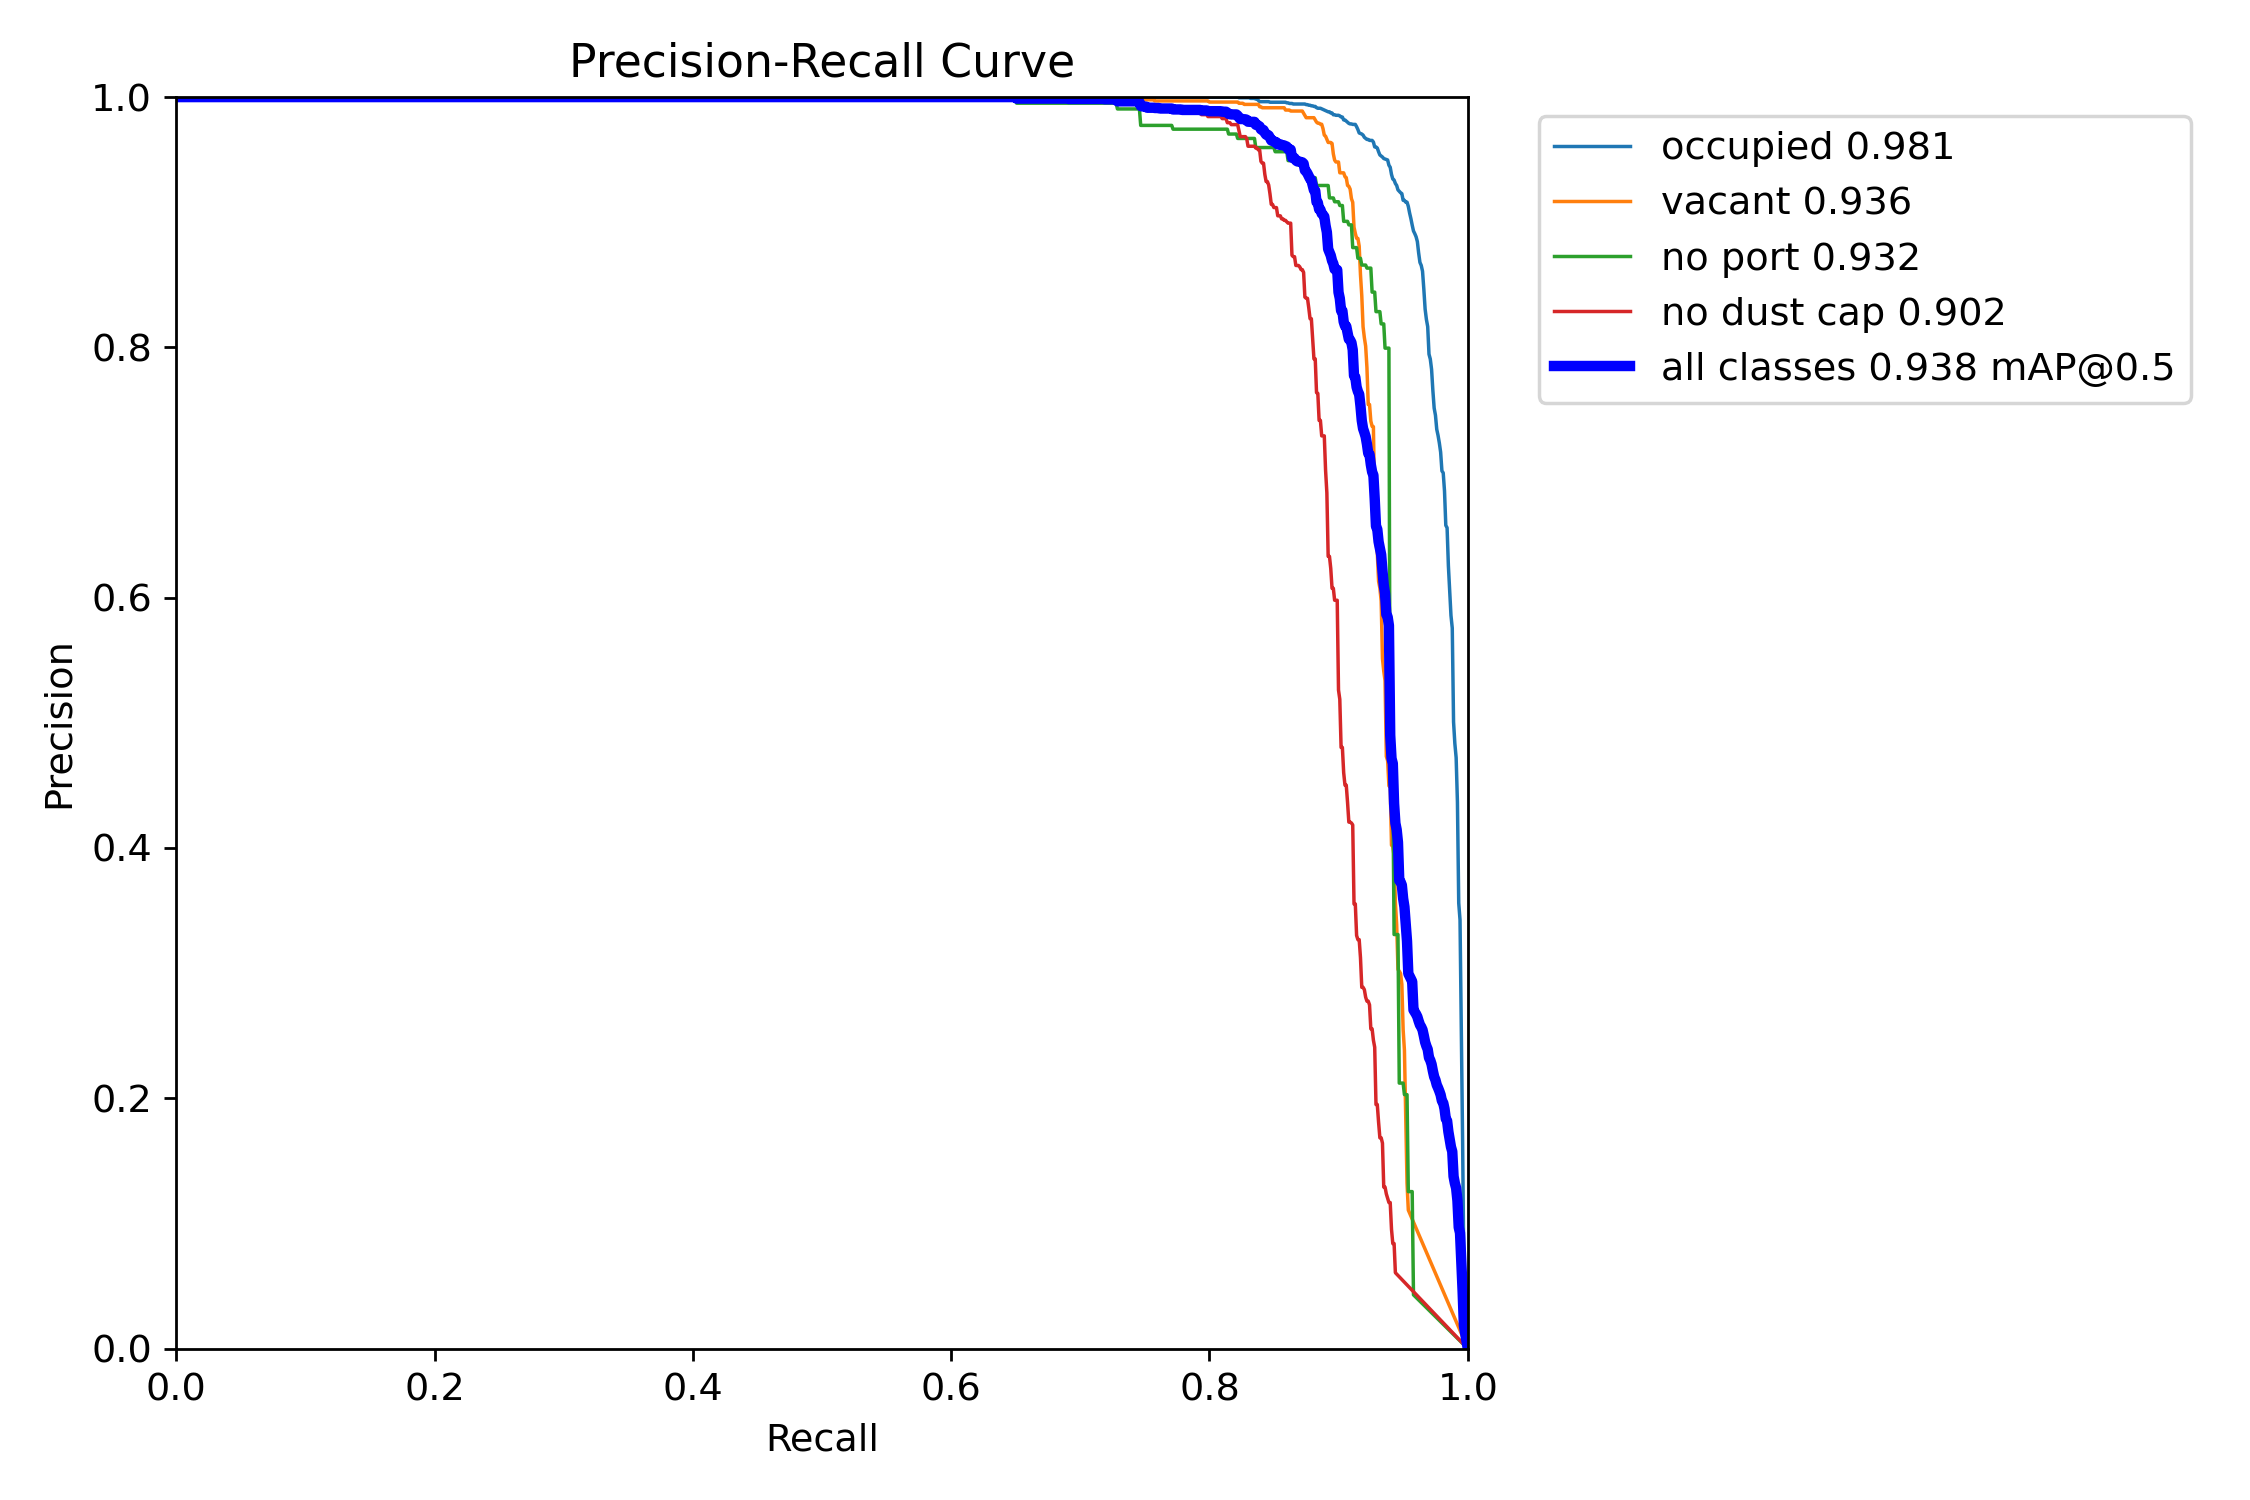 Precision-Recall Curve
1.0
0.8
0.6
0.4
0.2
0.0
Precision
0.0 0.2 0.4 0.6 0.8 1.0
Recall
occupied 0.981
vacant 0.936
no port 0.932
no dust cap 0.902
all classes 0.938 mAP@0.5